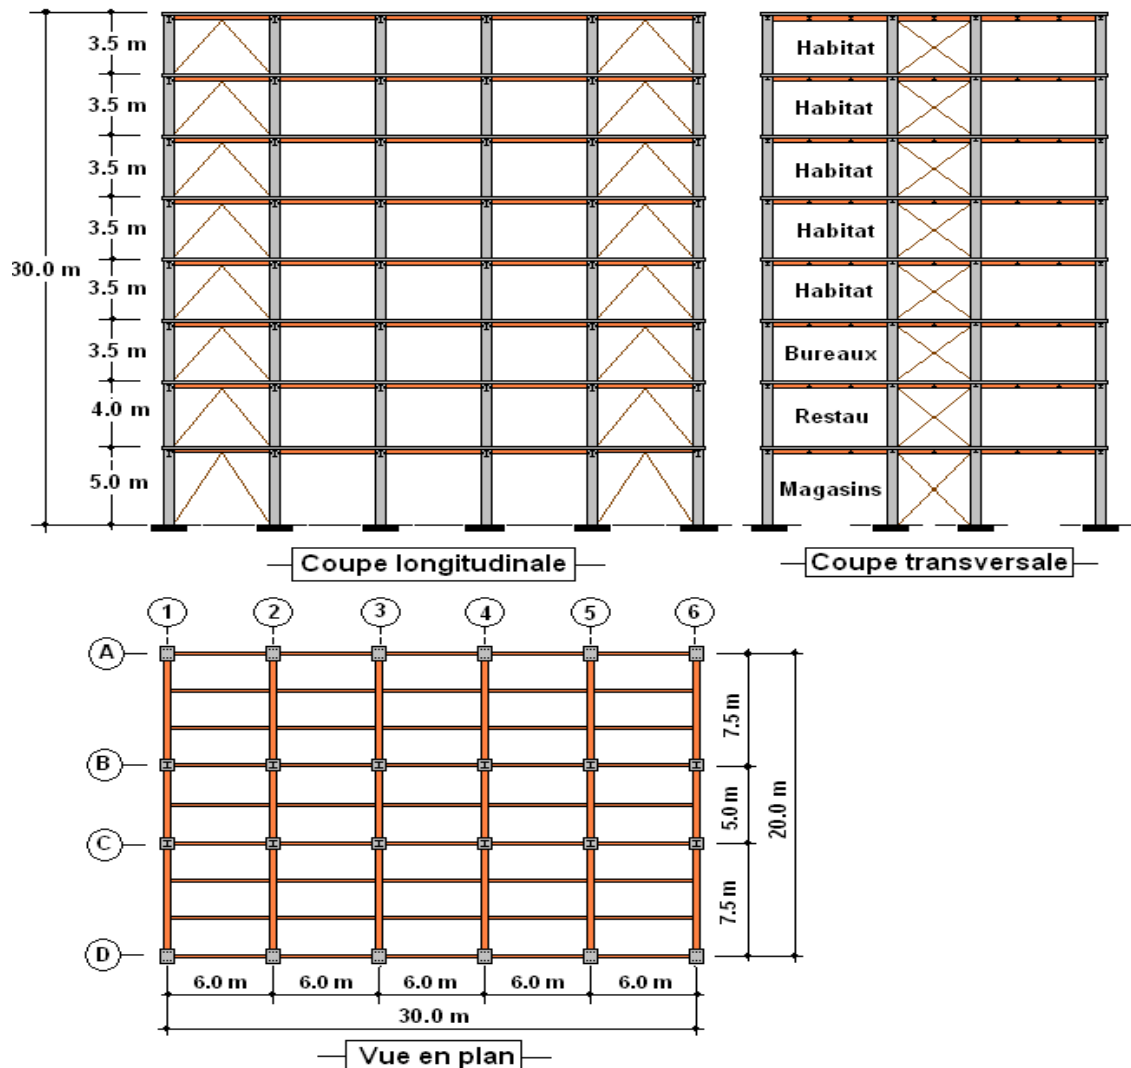 3.5 m
3.5 m
3.5 m
3.5 m
3.5 m
3.5 m
4.0 m
5.0 m
30.0 m
Habitat
Habitat
Habitat
Habitat
Habitat
Bureaux
Restau
Magasins
Coupe longitudinale
Coupe transversale
1 2 3 4 5 6
A
B
C
D
7.5 m
5.0 m
7.5 m
20.0 m
6.0 m 6.0 m 6.0 m 6.0 m 6.0 m
30.0 m
Vue en plan